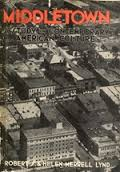 MIDDLETOWN
A STUDY IN CONTEMPORARY
AMERICAN CULTURE
ROBERT S. & HELEN MERRELL LYND